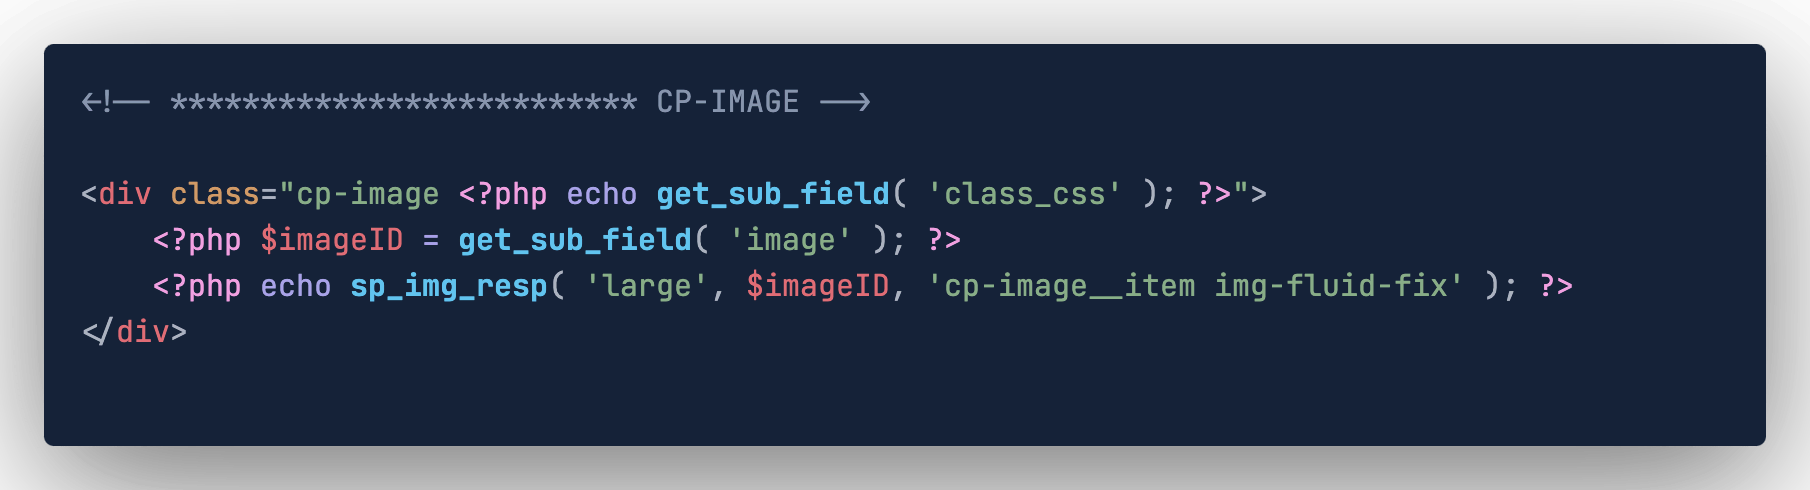 <!-- ************************** CP-IMAGE -->
<div class="cp-image <?php echo get_sub_field( 'class_css' ); ?>">
<?php $imageID = get_sub_field( 'image' ); ?>
<?php echo sp_img_resp( 'large', $imageID, 'cp-image__item img-fluid-fix' ); ?>
</div>